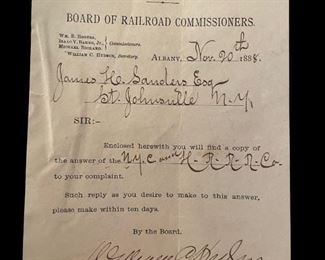 BOARD OF RAILROAD COMMISSIONERS.
WM. E. ROGERS,
ISAAC V. BAKER, JR.,
MICHAEL RICKARD,
Commissioners.
WILLIAM C. HUDSON, Secretary.
ALBANY, Nov. 20th 1888.
James H. Sanders Esq
St. Johnsville N.Y.
SIR:—
Enclosed herewith you will find a copy of
the answer of the N.Y.C. and H. R. R. R. Co.
to your complaint.
Such reply as you desire to make to this answer,
please make within ten days.
By the Board.
William C Hudson